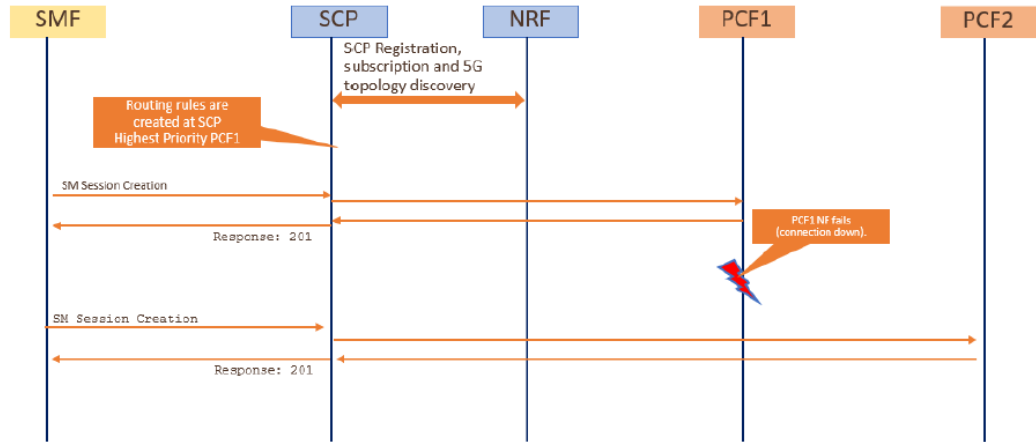 SMF
SCP
NRF
PCF1
PCF2
SCP Registration,
subscription and 5G
topology discovery
Routing rules are
created at SCP
Highest Priority PCF1
SM Session Creation
Response: 201
PCF1 NF fails
(connection down).
SM Session Creation
Response: 201